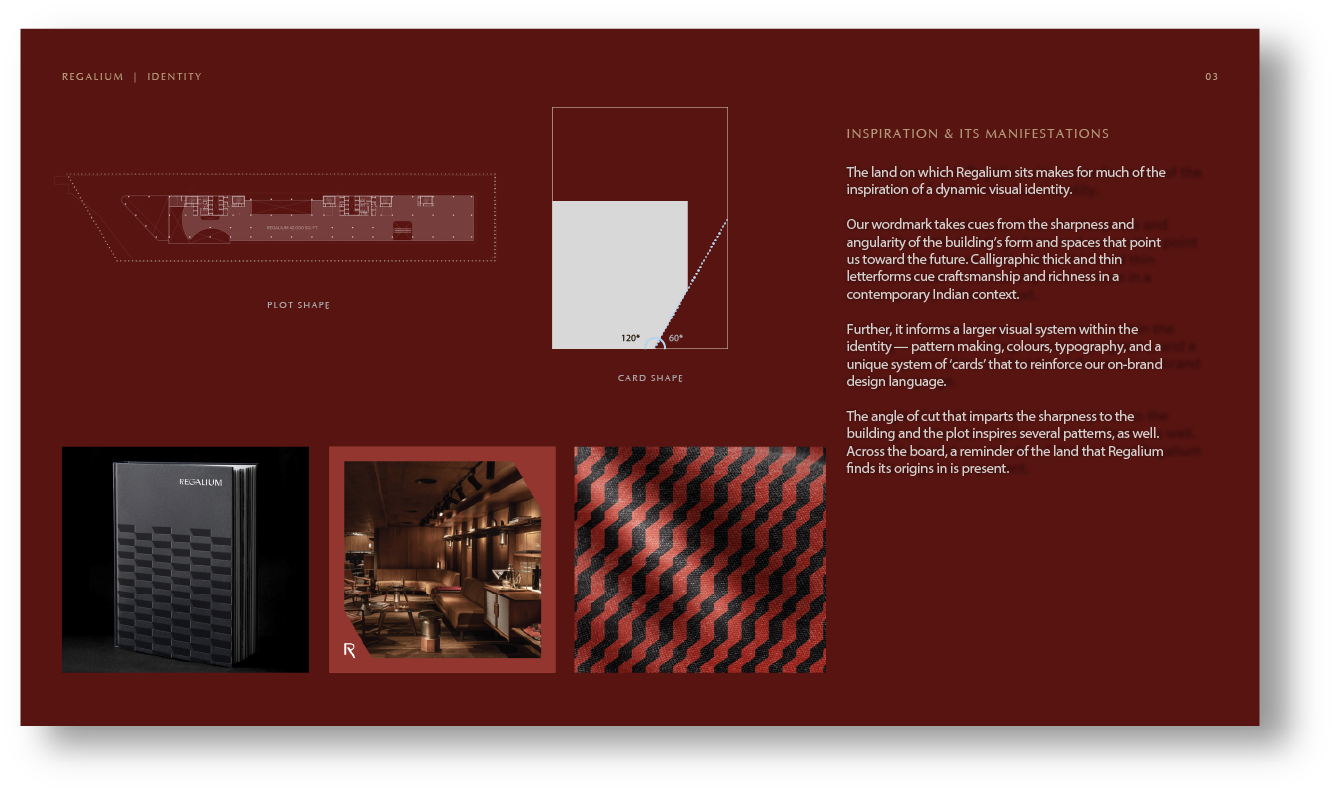 REGALIUM | IDENTITY
03
REGALIUM 42,000 SQ.FT
PLOT SHAPE
120°
60°
CARD SHAPE
INSPIRATION & ITS MANIFESTATIONS
The land on which Regalium sits makes for much of the
inspiration of a dynamic visual identity.
Our wordmark takes cues from the sharpness and
angularity of the building’s form and spaces that point
us toward the future. Calligraphic thick and thin
letterforms cue craftsmanship and richness in a
contemporary Indian context.
Further, it informs a larger visual system within the
identity — pattern making, colours, typography, and a
unique system of ‘cards’ that to reinforce our on-brand
design language.
The angle of cut that imparts the sharpness to the
building and the plot inspires several patterns, as well.
Across the board, a reminder of the land that Regalium
finds its origins in is present.
REGALIUM
R